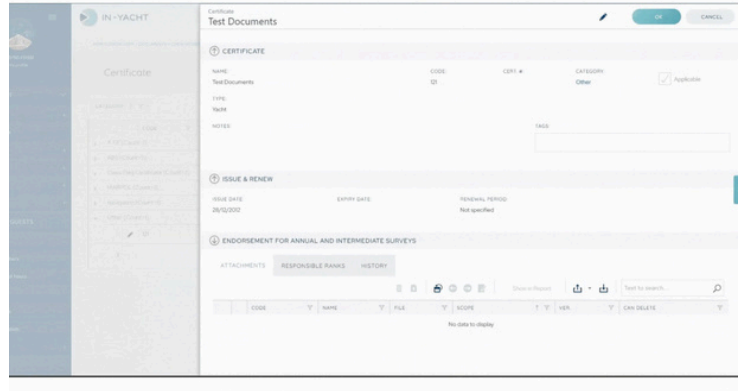 IN-YACHT
Certificate
Test Documents
OK
CANCEL
Certificate
CERTIFICATE
NAME
CODE
CERT #
CATEGORY
Test Documents
Other
Applicable
TYPE
Yacht
NOTES
TAGS
ISSUE & RENEW
ISSUE DATE
EXPIRY DATE
RENEWAL PERIOD
28/12/2012
Not specified
ENDORSEMENT FOR ANNUAL AND INTERMEDIATE SURVEYS
ATTACHMENTS
RESPONSIBLE RANKS
HISTORY
Show in Report
Text to search...
CODE
NAME
FILE
SCOPE
VER.
CAN DELETE
No data to display